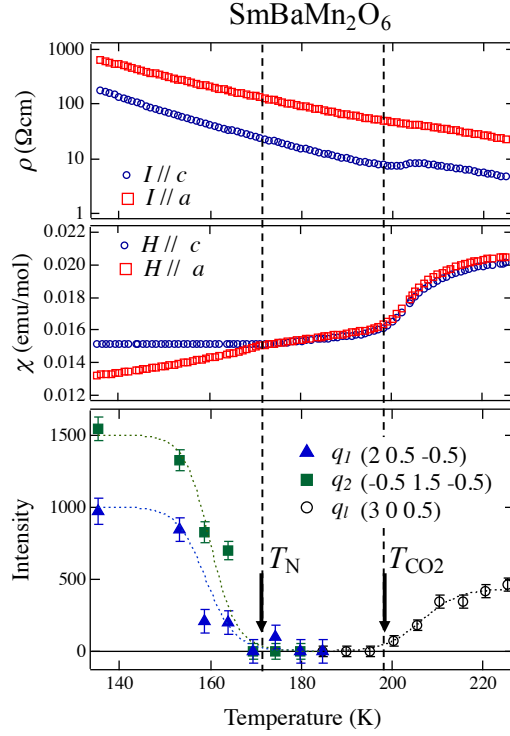 SmBaMn₂O₆
1000
100
10
1
ρ (Ωcm)
I // c
I // a
0.022
0.020
0.018
0.016
0.014
0.012
χ (emu/mol)
H // c
H // a
1500
1000
500
0
Intensity
q₁ (2 0.5 -0.5)
q₂ (-0.5 1.5 -0.5)
qₗ (3 0 0.5)
T_N
T_CO2
140 160 180 200 220
Temperature (K)